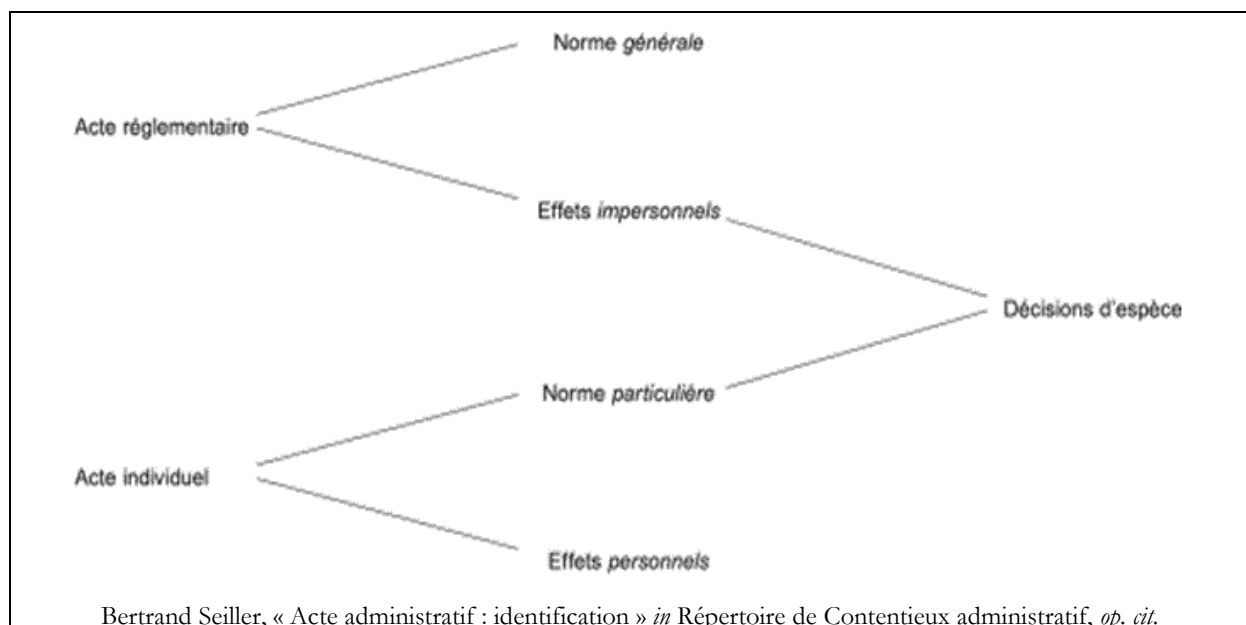 Norme générale
Acte réglementaire
Effets impersonnels
Décisions d'espèce
Norme particulière
Acte individuel
Effets personnels
Bertrand Seiller, « Acte administratif : identification » in Répertoire de Contentieux administratif, op. cit.